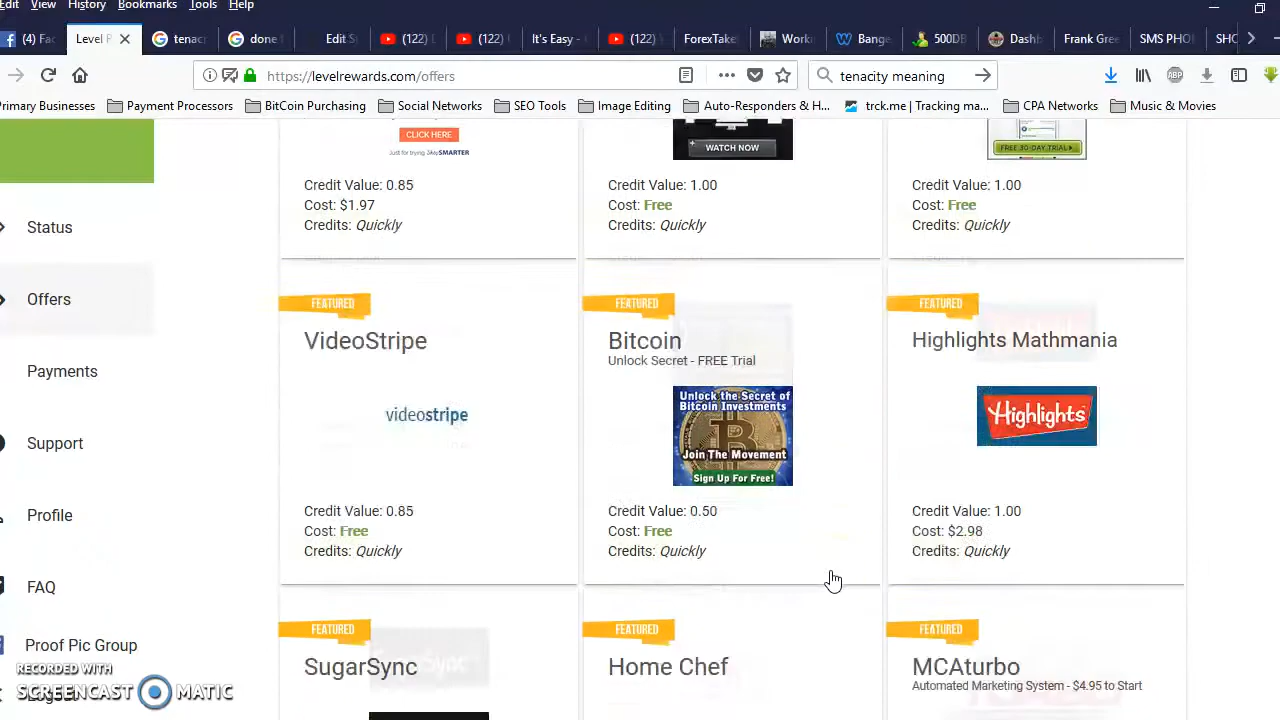 Edit View History Bookmarks Tools Help
(4) Fac Level R tenac done Edit S (122) (122) It's Easy - (122) ForexTake Work Bange 500DB Dashb Frank Gree SMS PHO SHO
https://levelrewards.com/offers tenacity meaning
Primary Businesses Payment Processors BitCoin Purchasing Social Networks SEO Tools Image Editing Auto-Responders & H... trck.me | Tracking ma... CPA Networks Music & Movies
CLICK HERE
WATCH NOW
FREE 30-DAY TRIAL
Just for trying SMARTER
Credit Value: 0.85
Cost: $1.97
Credits: Quickly
Credit Value: 1.00
Cost: Free
Credits: Quickly
Credit Value: 1.00
Cost: Free
Credits: Quickly
Status
Offers
Payments
Support
Profile
FAQ
Proof Pic Group
Logout
FEATURED
VideoStripe
videostripe
Credit Value: 0.85
Cost: Free
Credits: Quickly
FEATURED
Bitcoin
Unlock Secret - FREE Trial
Unlock the Secret of
Bitcoin Investments
Join The Movement
Sign Up For Free!
Credit Value: 0.50
Cost: Free
Credits: Quickly
FEATURED
Highlights Mathmania
Highlights
Credit Value: 1.00
Cost: $2.98
Credits: Quickly
FEATURED
SugarSync
FEATURED
Home Chef
FEATURED
MCAturbo
Automated Marketing System - $4.95 to Start
RECORDED WITH
SCREENCAST MATIC